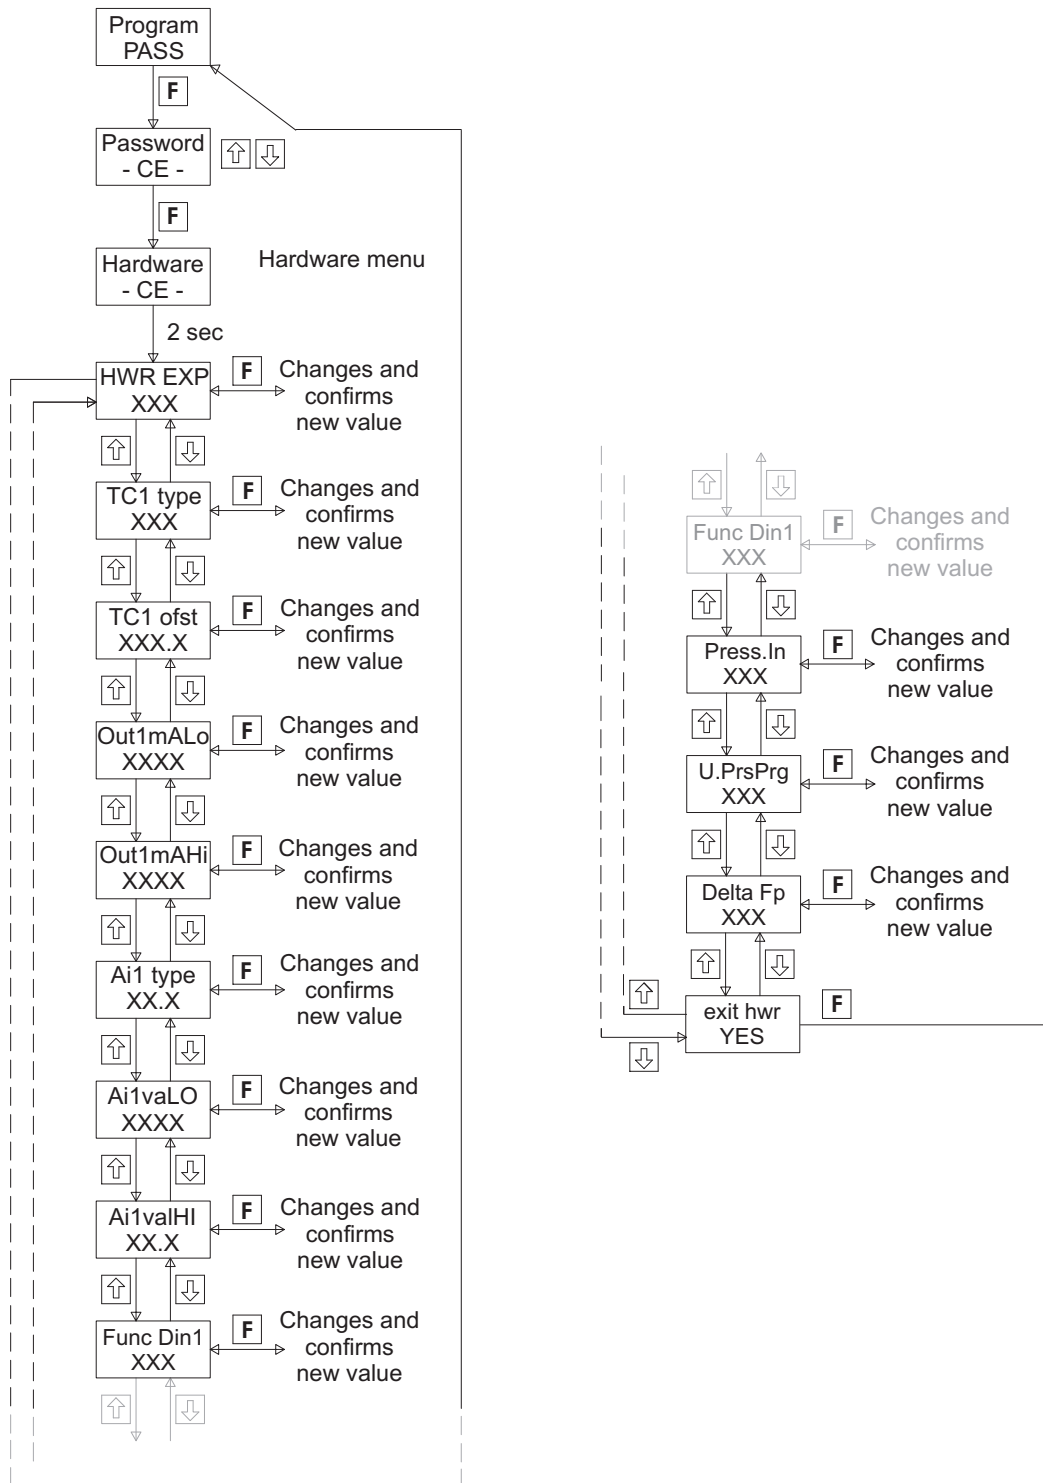 Program
PASS
F
Password
- CE -
F
Hardware
- CE -
Hardware menu
2 sec
HWR EXP
XXX
F
Changes and
confirms
new value
TC1 type
XXX
F
Changes and
confirms
new value
TC1 ofst
XXX.X
F
Changes and
confirms
new value
Out1mALo
XXXX
F
Changes and
confirms
new value
Out1mAHi
XXXX
F
Changes and
confirms
new value
Ai1 type
XX.X
F
Changes and
confirms
new value
Ai1vaLO
XXXX
F
Changes and
confirms
new value
Ai1valHI
XX.X
F
Changes and
confirms
new value
Func Din1
XXX
F
Changes and
confirms
new value
Func Din1
XXX
F
Changes and
confirms
new value
Press.In
XXX
F
Changes and
confirms
new value
U.PrsPrg
XXX
F
Changes and
confirms
new value
Delta Fp
XXX
F
Changes and
confirms
new value
exit hwr
YES
F